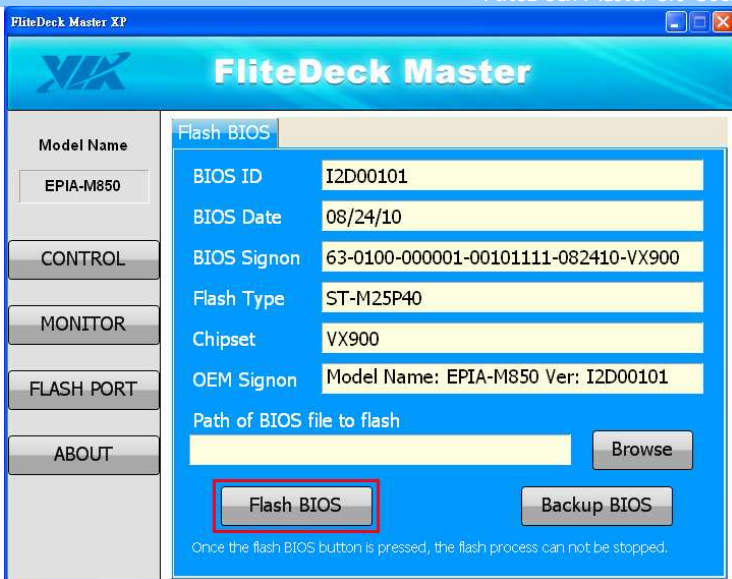 FliteDeck Master XP
VIA
FliteDeck Master
Model Name
EPIA-M850
CONTROL
MONITOR
FLASH PORT
ABOUT
Flash BIOS
BIOS ID I2D00101
BIOS Date 08/24/10
BIOS Signon 63-0100-000001-00101111-082410-VX900
Flash Type ST-M25P40
Chipset VX900
OEM Signon Model Name: EPIA-M850 Ver: I2D00101
Path of BIOS file to flash
Browse
Flash BIOS Backup BIOS
Once the flash BIOS button is pressed, the flash process can not be stopped.